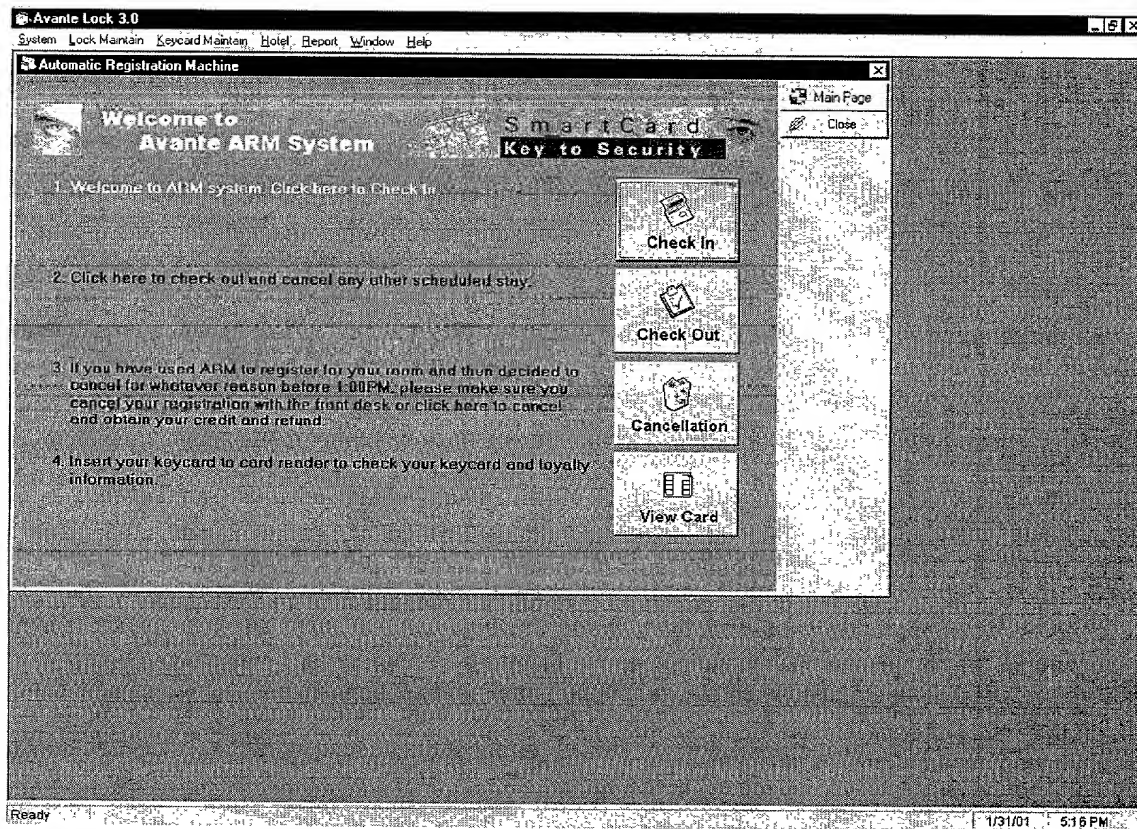 Avante Lock 3.0
System Lock Maintain Keycard Maintain Hotel Report Window Help
Automatic Registration Machine
Main Page
Close
Welcome to
Avante ARM System
SmartCard
Key to Security
1. Welcome to ARM system. Click here to Check In.
Check In
2. Click here to check out and cancel any other scheduled stay.
Check Out
3. If you have used ARM to register for your room and then decided to
cancel for whatever reason before 1:00PM, please make sure you
cancel your registration with the front desk or click here to cancel
and obtain your credit and refund.
Cancellation
4. Insert your keycard to card reader to check your keycard and loyalty
information.
View Card
Ready
1/31/01 5:16 PM